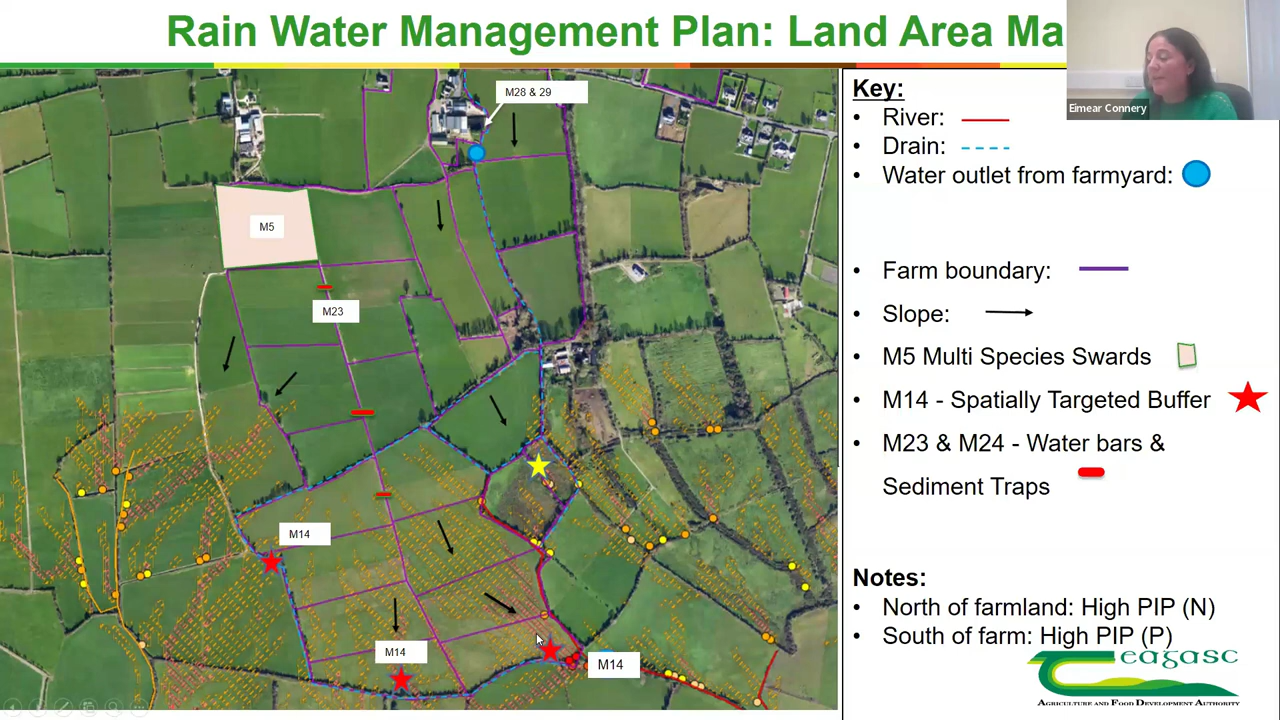 Rain Water Management Plan: Land Area Ma
Eimear Connery
M28 & 29
M5
M23
M14
M14
M14
Key:
• River:
• Drain:
• Water outlet from farmyard:
• Farm boundary:
• Slope:
• M5 Multi Species Swards
• M14 - Spatially Targeted Buffer
• M23 & M24 - Water bars &
Sediment Traps
Notes:
• North of farmland: High PIP (N)
• South of farm: High PIP (P)
eagasc
AGRICULTURE AND FOOD DEVELOPMENT AUTHORITY